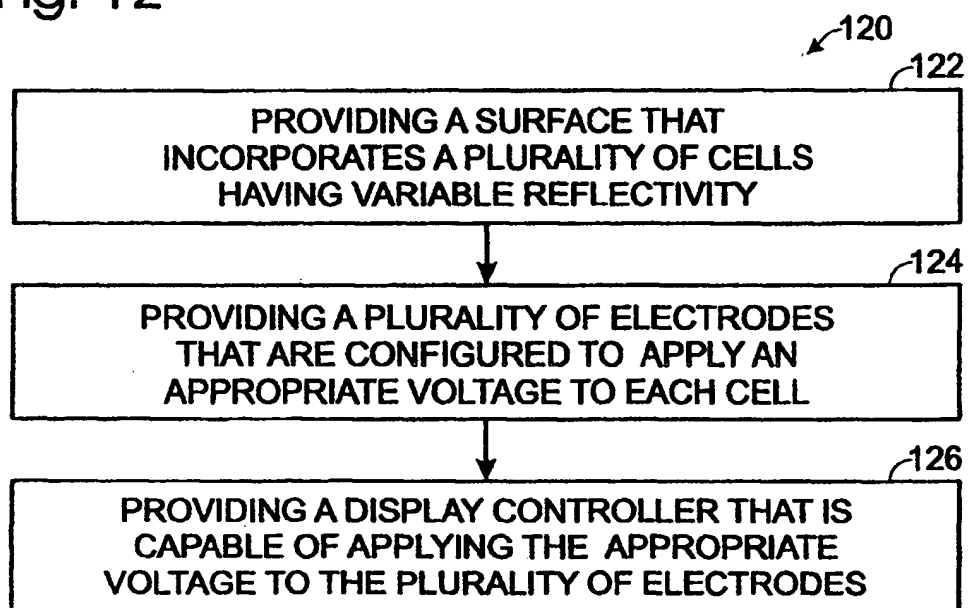 Fig. 12
120
122
PROVIDING A SURFACE THAT
INCORPORATES A PLURALITY OF CELLS
HAVING VARIABLE REFLECTIVITY
124
PROVIDING A PLURALITY OF ELECTRODES
THAT ARE CONFIGURED TO APPLY AN
APPROPRIATE VOLTAGE TO EACH CELL
126
PROVIDING A DISPLAY CONTROLLER THAT IS
CAPABLE OF APPLYING THE APPROPRIATE
VOLTAGE TO THE PLURALITY OF ELECTRODES